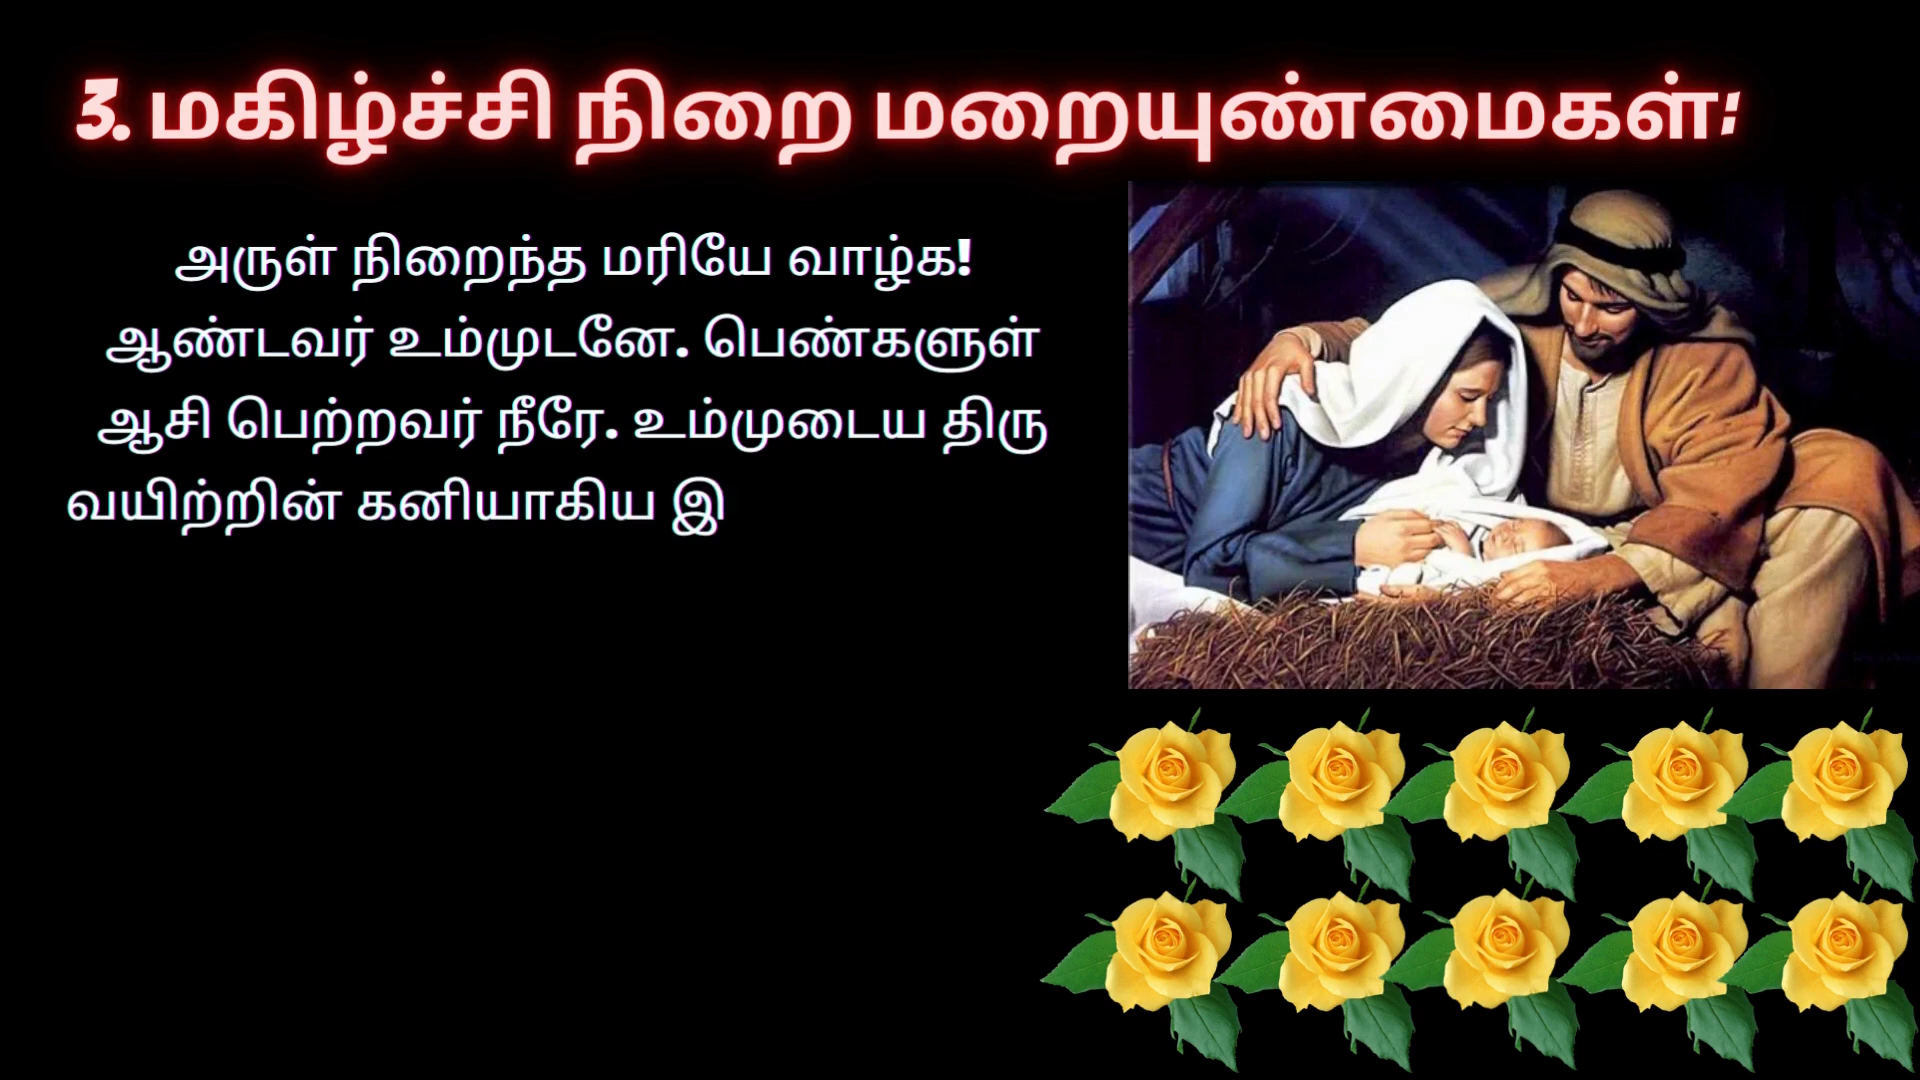 3. மகிழ்ச்சி நிறை மறையுண்மைகள்:
அருள் நிறைந்த மரியே வாழ்க!
ஆண்டவர் உம்முடனே. பெண்களுள்
ஆசி பெற்றவர் நீரே. உம்முடைய திரு
வயிற்றின் கனியாகிய இ